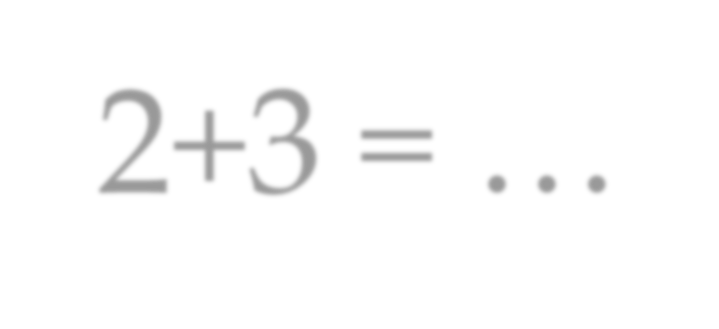 2+3 = ...